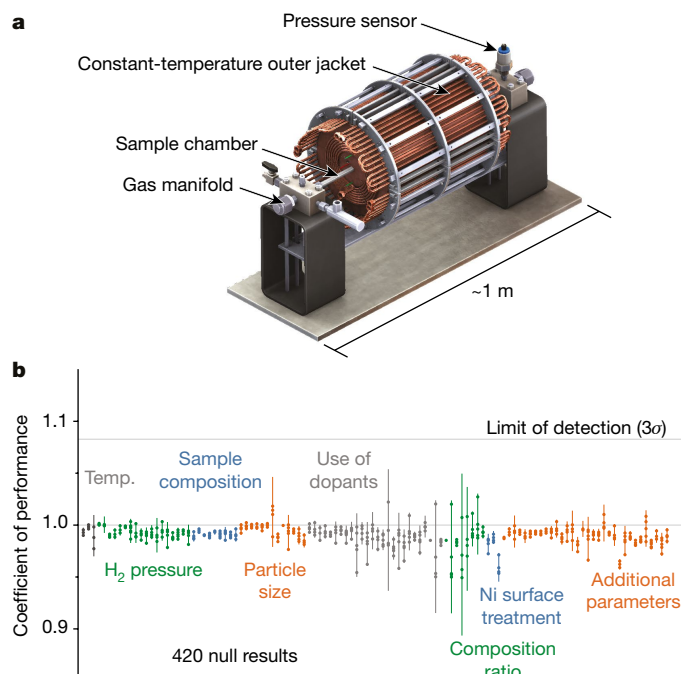 a
Pressure sensor
Constant-temperature outer jacket
Sample chamber
Gas manifold
~1 m
b
Coefficient of performance
1.1
1.0
0.9
Limit of detection (3σ)
Temp.
Sample
composition
Use of
dopants
H2 pressure
Particle
size
Ni surface
treatment
Additional
parameters
Composition
ratio
420 null results